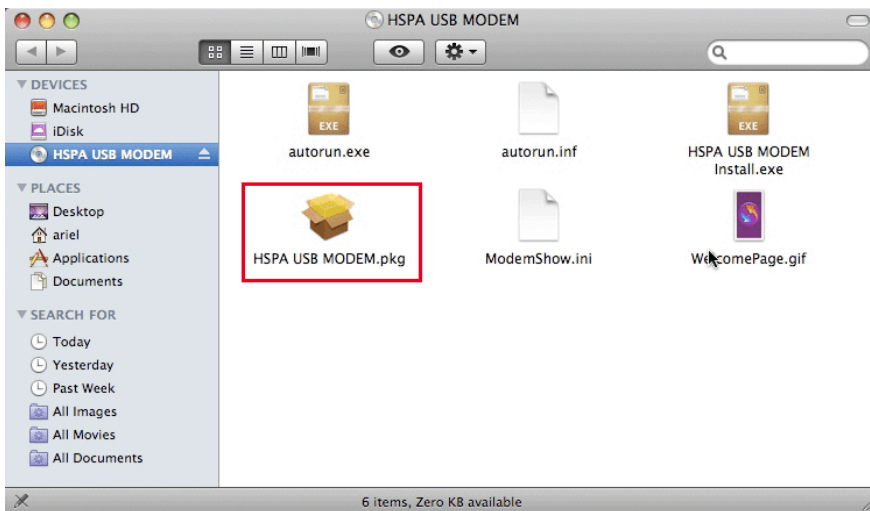 HSPA USB MODEM
DEVICES
Macintosh HD
iDisk
HSPA USB MODEM
PLACES
Desktop
ariel
Applications
Documents
SEARCH FOR
Today
Yesterday
Past Week
All Images
All Movies
All Documents
EXE
autorun.exe
autorun.inf
EXE
HSPA USB MODEM
Install.exe
HSPA USB MODEM.pkg
ModemShow.ini
WelcomePage.gif
6 items, Zero KB available